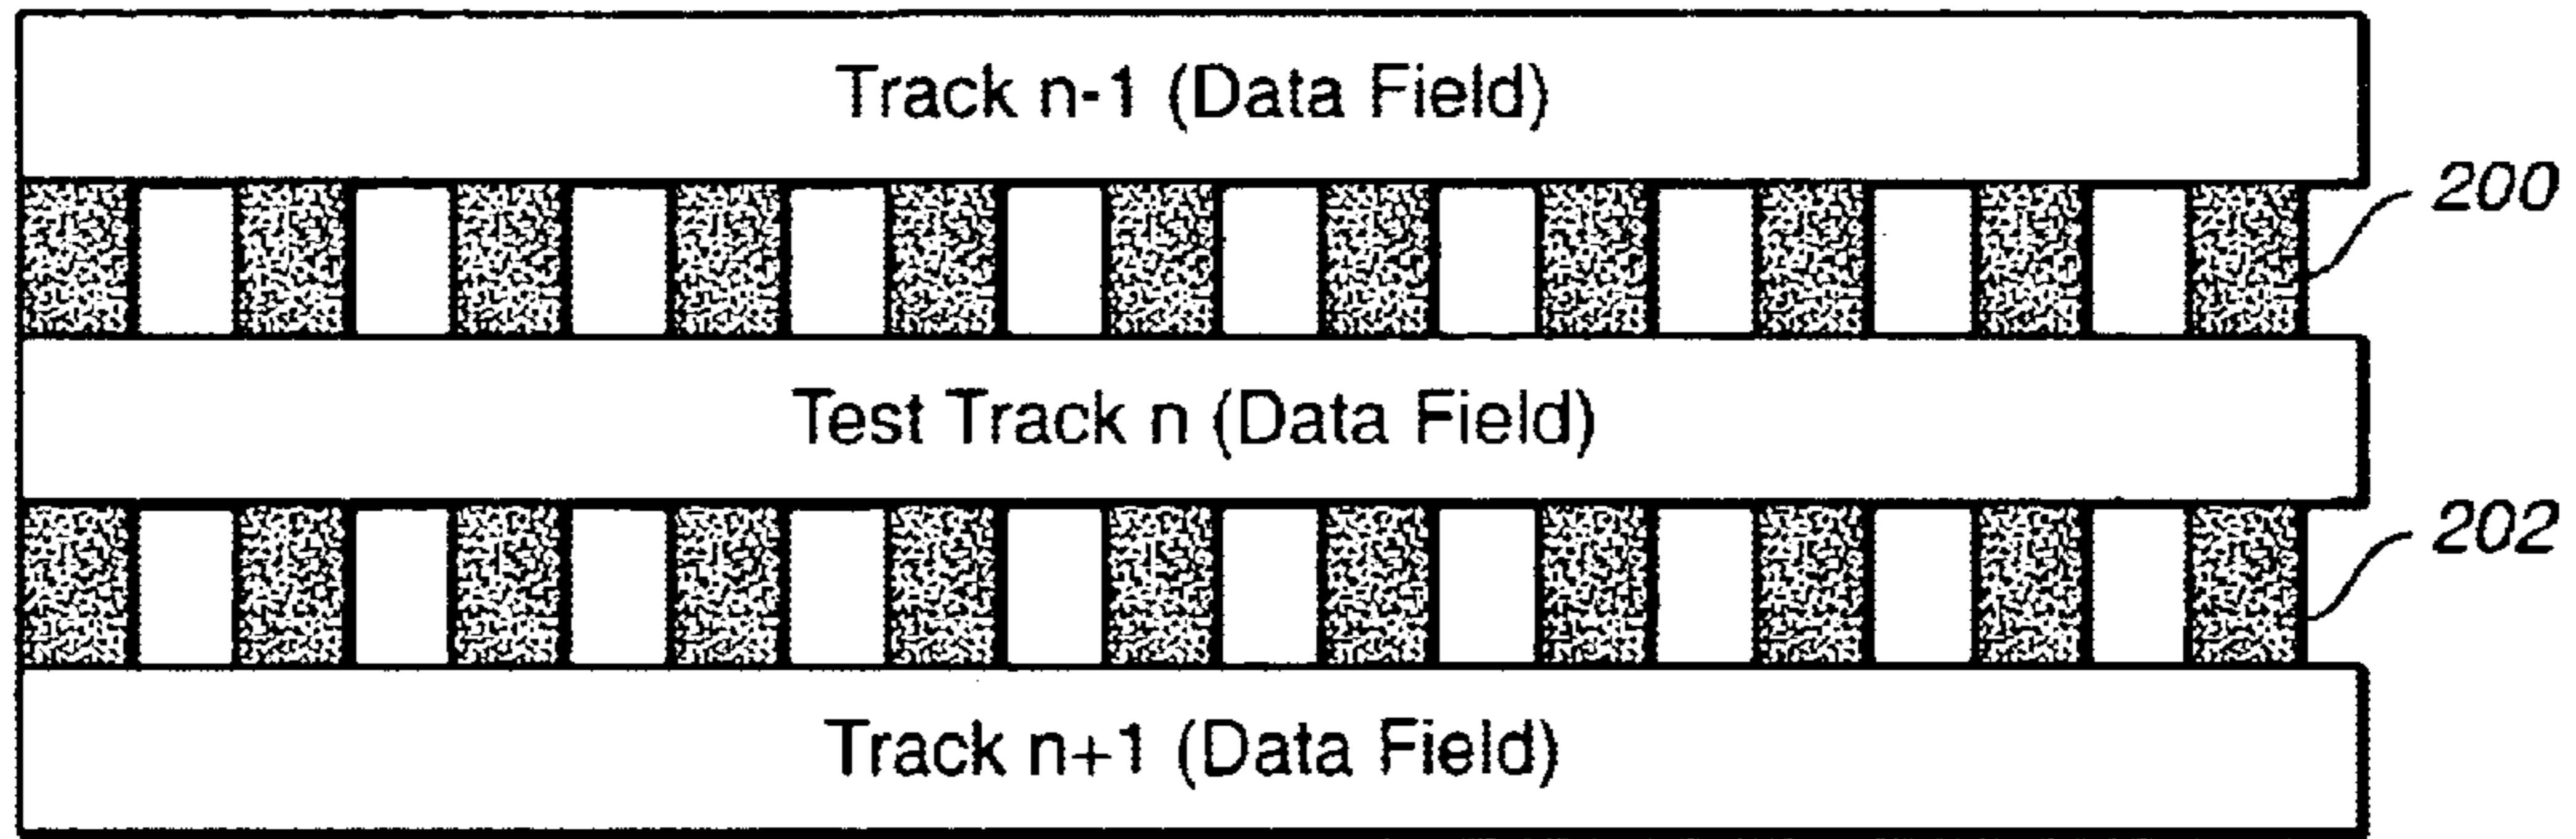 Track n-1 (Data Field)
200
Test Track n (Data Field)
202
Track n+1 (Data Field)